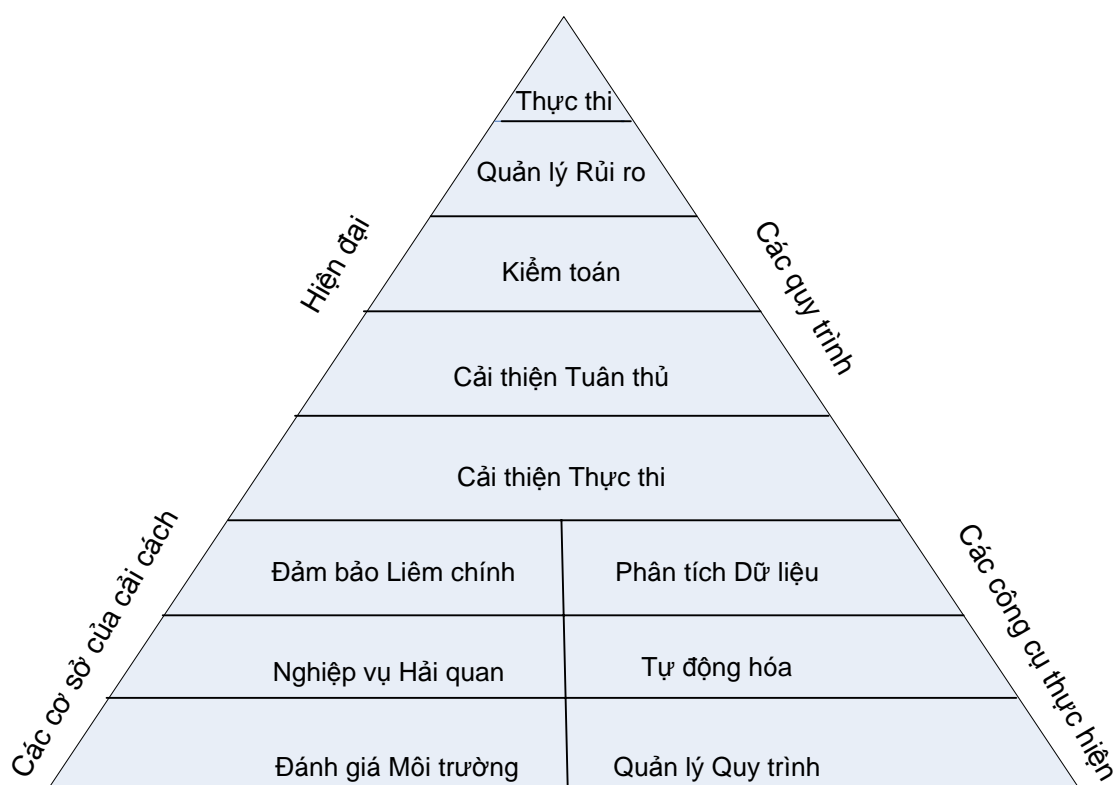 Thực thi
Quản lý Rủi ro
Hiện đại
Các quy trình
Kiểm toán
Cải thiện Tuân thủ
Cải thiện Thực thi
Các cơ sở của cải cách
Các công cụ thực hiện
Đảm bảo Liêm chính
Phân tích Dữ liệu
Nghiệp vụ Hải quan
Tự động hóa
Đánh giá Môi trường
Quản lý Quy trình